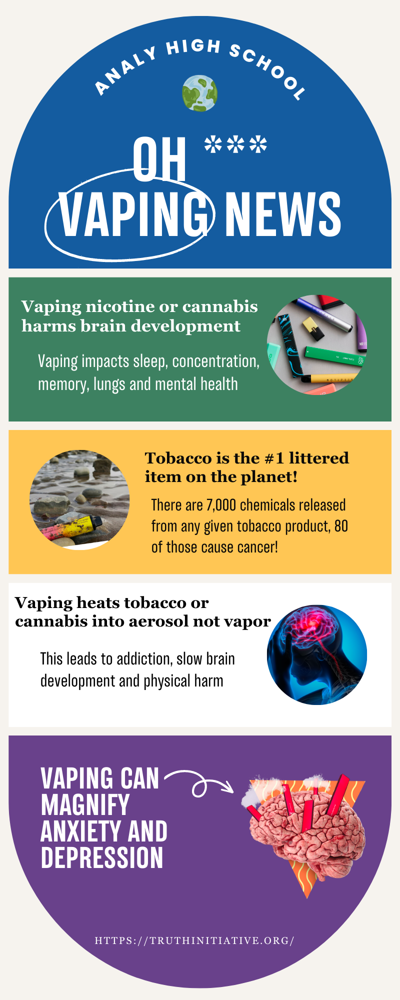 ANALY HIGH SCHOOL
OH ***
VAPING NEWS
Vaping nicotine or cannabis
harms brain development
Vaping impacts sleep, concentration,
memory, lungs and mental health
Tobacco is the #1 littered
item on the planet!
There are 7,000 chemicals released
from any given tobacco product, 80
of those cause cancer!
Vaping heats tobacco or
cannabis into aerosol not vapor
This leads to addiction, slow brain
development and physical harm
VAPING CAN
MAGNIFY
ANXIETY AND
DEPRESSION
HTTPS://TRUTHINITIATIVE.ORG/